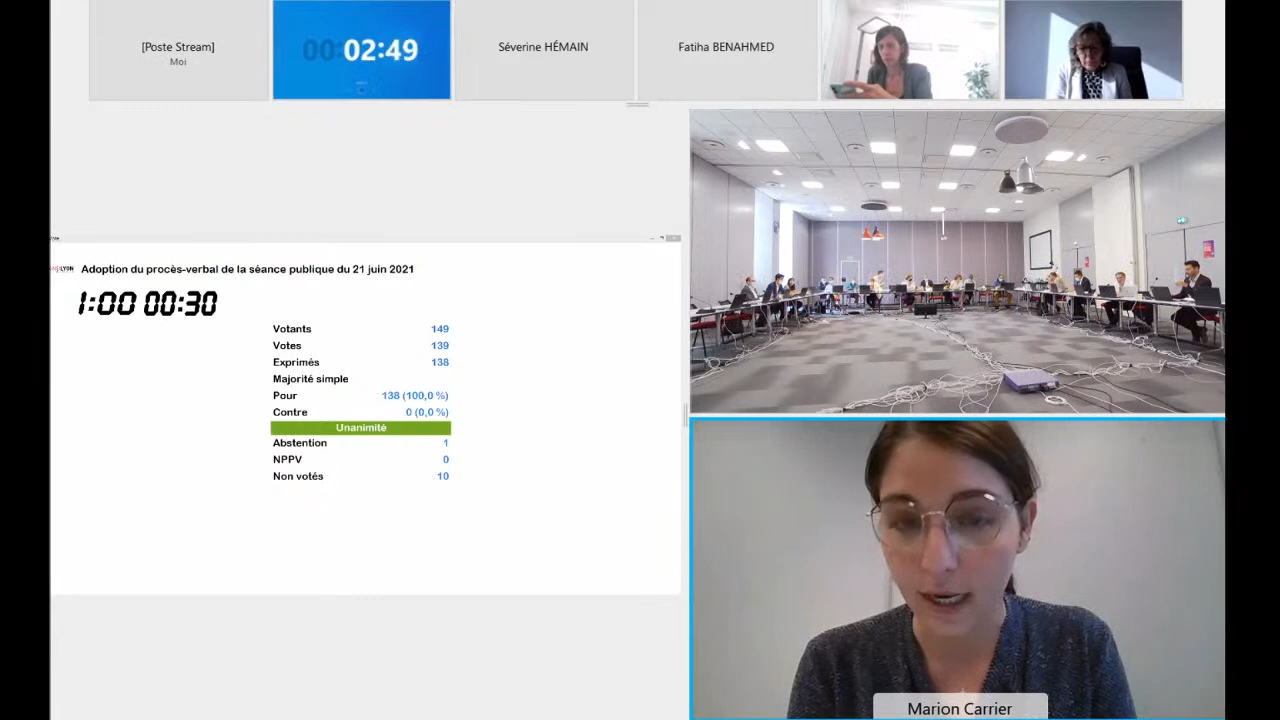 [Poste Stream]
Moi
00:02:49
Séverine HÉMAIN
Fatiha BENAHMED
LYON
Adoption du procès-verbal de la séance publique du 21 juin 2021
1:00 00:30
Votants 149
Votes 139
Exprimés 138
Majorité simple
Pour 138 (100,0 %)
Contre 0 (0,0 %)
Unanimité
Abstention 1
NPPV 0
Non votés 10
Marion Carrier